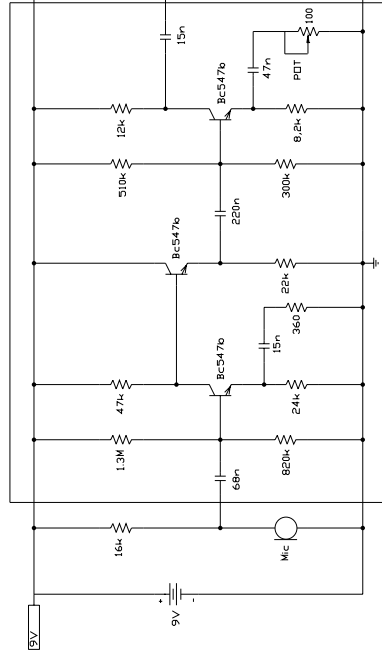 9V
16k
1.3M
47k
510k
12k
+
9V
-
Bc547b
15n
68n
Bc547b
220n
Bc547b
15n
47n
Mic
820k
24k
360
22k
300k
8,2k
POT
100